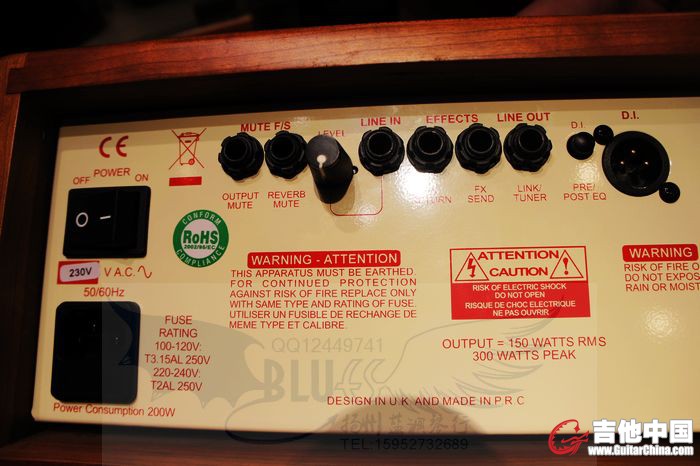 MUTE F/S
LEVEL
LINE IN
EFFECTS
LINE OUT
D.I.
OFF POWER ON
D.I.
OUTPUT MUTE
REVERB MUTE
FX SEND
LINK/ TUNER
PRE/ POST EQ
O I
CE
CONFORM
RoHS
2002/95/EC
COMPLIANCE
230V V A.C.
50/60Hz
FUSE
RATING
100-120V:
T3.15AL 250V
220-240V:
T2AL 250V
Power Consumption 200W
WARNING - ATTENTION
THIS APPARATUS MUST BE EARTHED.
FOR CONTINUED PROTECTION
AGAINST RISK OF FIRE REPLACE ONLY
WITH SAME TYPE AND RATING OF FUSE.
UTILISER UN FUSIBLE DE RECHANGE DE
MEME TYPE ET CALIBRE.
ATTENTION
CAUTION
RISK OF ELECTRIC SHOCK
DO NOT OPEN
RISQUE DE CHOC ELECTRIQUE
NE PAS OUVRIR
WARNING
RISK OF FIRE O
DO NOT EXPOS
RAIN OR MOIST
OUTPUT = 150 WATTS RMS
300 WATTS PEAK
DESIGN IN U K AND MADE IN P R C
QQ12449741
BLUES
TEL:15952732689
吉他中国
www.GuitarChina.com